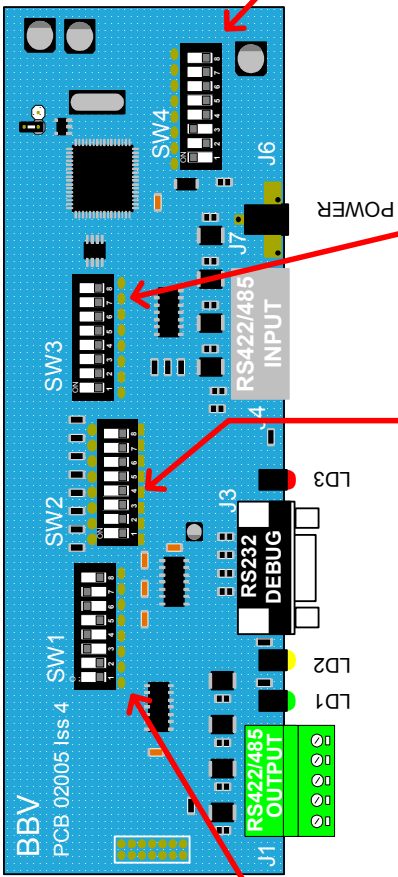 BBV
PCB 02005 Iss 4
SW1
1 2 3 4 5 6 7 8
SW2
ON
1 2 3 4 5 6 7 8
SW3
ON
1 2 3 4 5 6 7 8
SW4
ON
1 2 3 4 5 6 7 8
J1
RS422/485
OUTPUT
LD1
LD2
J3
RS232
DEBUG
LD3
J4
RS422/485
INPUT
J7
POWER
J6